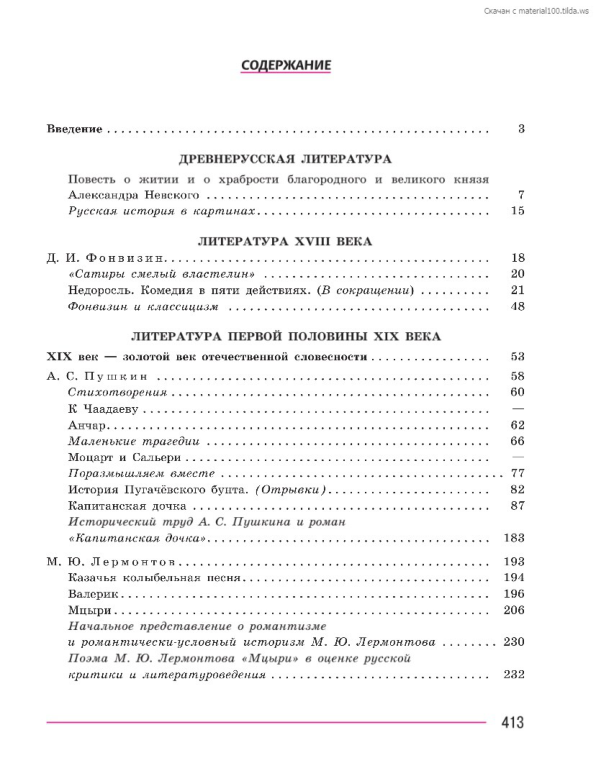 Скачан с material100.tilda.ws
СОДЕРЖАНИЕ
Введение . . . . . . . . . . . . . . . . . . . . . . . . . . . . . . . . . . . . . . . . . . . . . . . . 3
ДРЕВНЕРУССКАЯ ЛИТЕРАТУРА
Повесть о житии и о храбрости благородного и великого князя
Александра Невского . . . . . . . . . . . . . . . . . . . . . . . . . . . . . . . . . . . 7
Русская история в картинах. . . . . . . . . . . . . . . . . . . . . . . . . . . . . 15
ЛИТЕРАТУРА XVIII ВЕКА
Д. И. Фонвизин. . . . . . . . . . . . . . . . . . . . . . . . . . . . . . . . . . . . . . . . 18
«Сатиры смелый властелин» . . . . . . . . . . . . . . . . . . . . . . . . . . . . . 20
Недоросль. Комедия в пяти действиях. (В сокращении) . . . . . . . . . 21
Фонвизин и классицизм . . . . . . . . . . . . . . . . . . . . . . . . . . . . . . . . 48
ЛИТЕРАТУРА ПЕРВОЙ ПОЛОВИНЫ XIX ВЕКА
XIX век — золотой век отечественной словесности . . . . . . . . . . . . . . 53
А. С. Пушкин . . . . . . . . . . . . . . . . . . . . . . . . . . . . . . . . . . . . . . . . . 58
Стихотворения . . . . . . . . . . . . . . . . . . . . . . . . . . . . . . . . . . . . . . 60
К Чаадаеву . . . . . . . . . . . . . . . . . . . . . . . . . . . . . . . . . . . . . . . . . —
Анчар. . . . . . . . . . . . . . . . . . . . . . . . . . . . . . . . . . . . . . . . . . . . . 62
Маленькие трагедии . . . . . . . . . . . . . . . . . . . . . . . . . . . . . . . . . . 66
Моцарт и Сальери . . . . . . . . . . . . . . . . . . . . . . . . . . . . . . . . . . . . —
Поразмышляем вместе . . . . . . . . . . . . . . . . . . . . . . . . . . . . . . . . . 77
История Пугачёвского бунта. (Отрывки) . . . . . . . . . . . . . . . . . . . . 82
Капитанская дочка . . . . . . . . . . . . . . . . . . . . . . . . . . . . . . . . . . . 87
Исторический труд А. С. Пушкина и роман
«Капитанская дочка». . . . . . . . . . . . . . . . . . . . . . . . . . . . . . . . . . 183
М. Ю. Лермонтов . . . . . . . . . . . . . . . . . . . . . . . . . . . . . . . . . . . . . . 193
Казачья колыбельная песня. . . . . . . . . . . . . . . . . . . . . . . . . . . . . . 194
Валерик . . . . . . . . . . . . . . . . . . . . . . . . . . . . . . . . . . . . . . . . . . . 196
Мцыри . . . . . . . . . . . . . . . . . . . . . . . . . . . . . . . . . . . . . . . . . . . . 206
Начальное представление о романтизме
и романтически-условный историзм М. Ю. Лермонтова . . . . . . . . 230
Поэма М. Ю. Лермонтова «Мцыри» в оценке русской
критики и литературоведения . . . . . . . . . . . . . . . . . . . . . . . . . . . 232
413